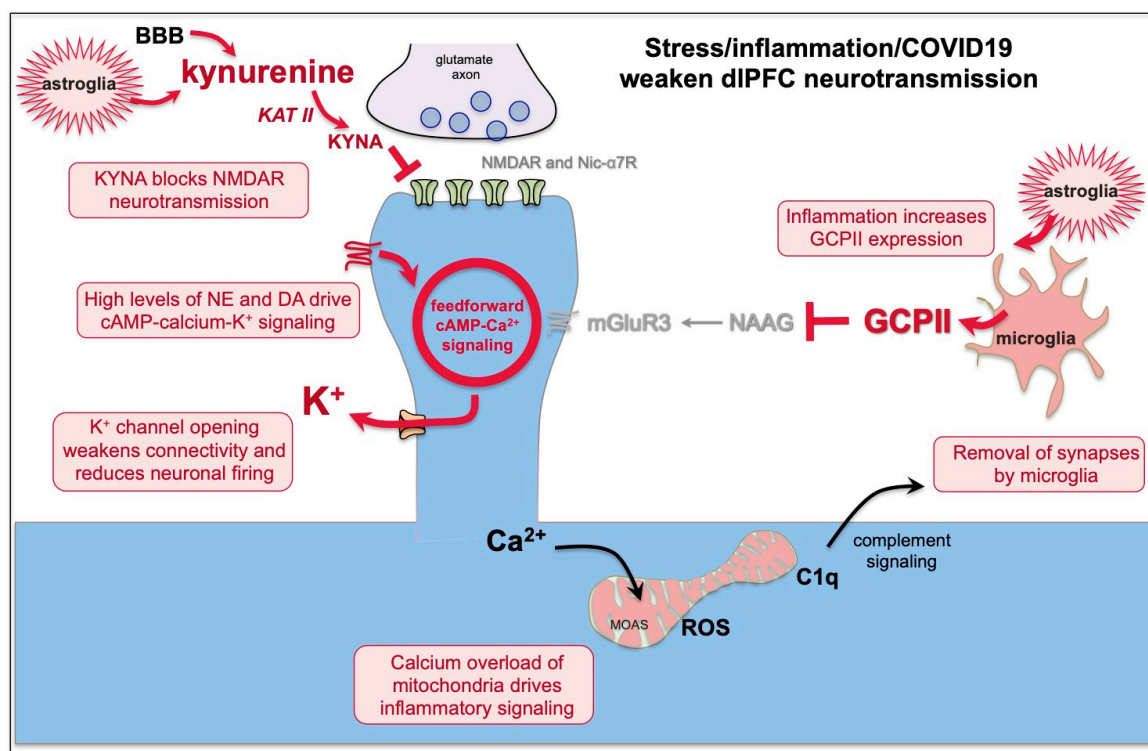 Stress/inflammation/COVID19
weaken dlPFC neurotransmission
BBB
astroglia
kynurenine
KAT II
KYNA
glutamate
axon
NMDAR and Nic-α7R
KYNA blocks NMDAR
neurotransmission
astroglia
Inflammation increases
GCPII expression
High levels of NE and DA drive
cAMP-calcium-K⁺ signaling
feedforward
cAMP-Ca²⁺
signaling
mGluR3
NAAG
GCPII
microglia
K⁺
K⁺ channel opening
weakens connectivity and
reduces neuronal firing
Removal of synapses
by microglia
Ca²⁺
complement
signaling
C1q
MOAS
ROS
Calcium overload of
mitochondria drives
inflammatory signaling